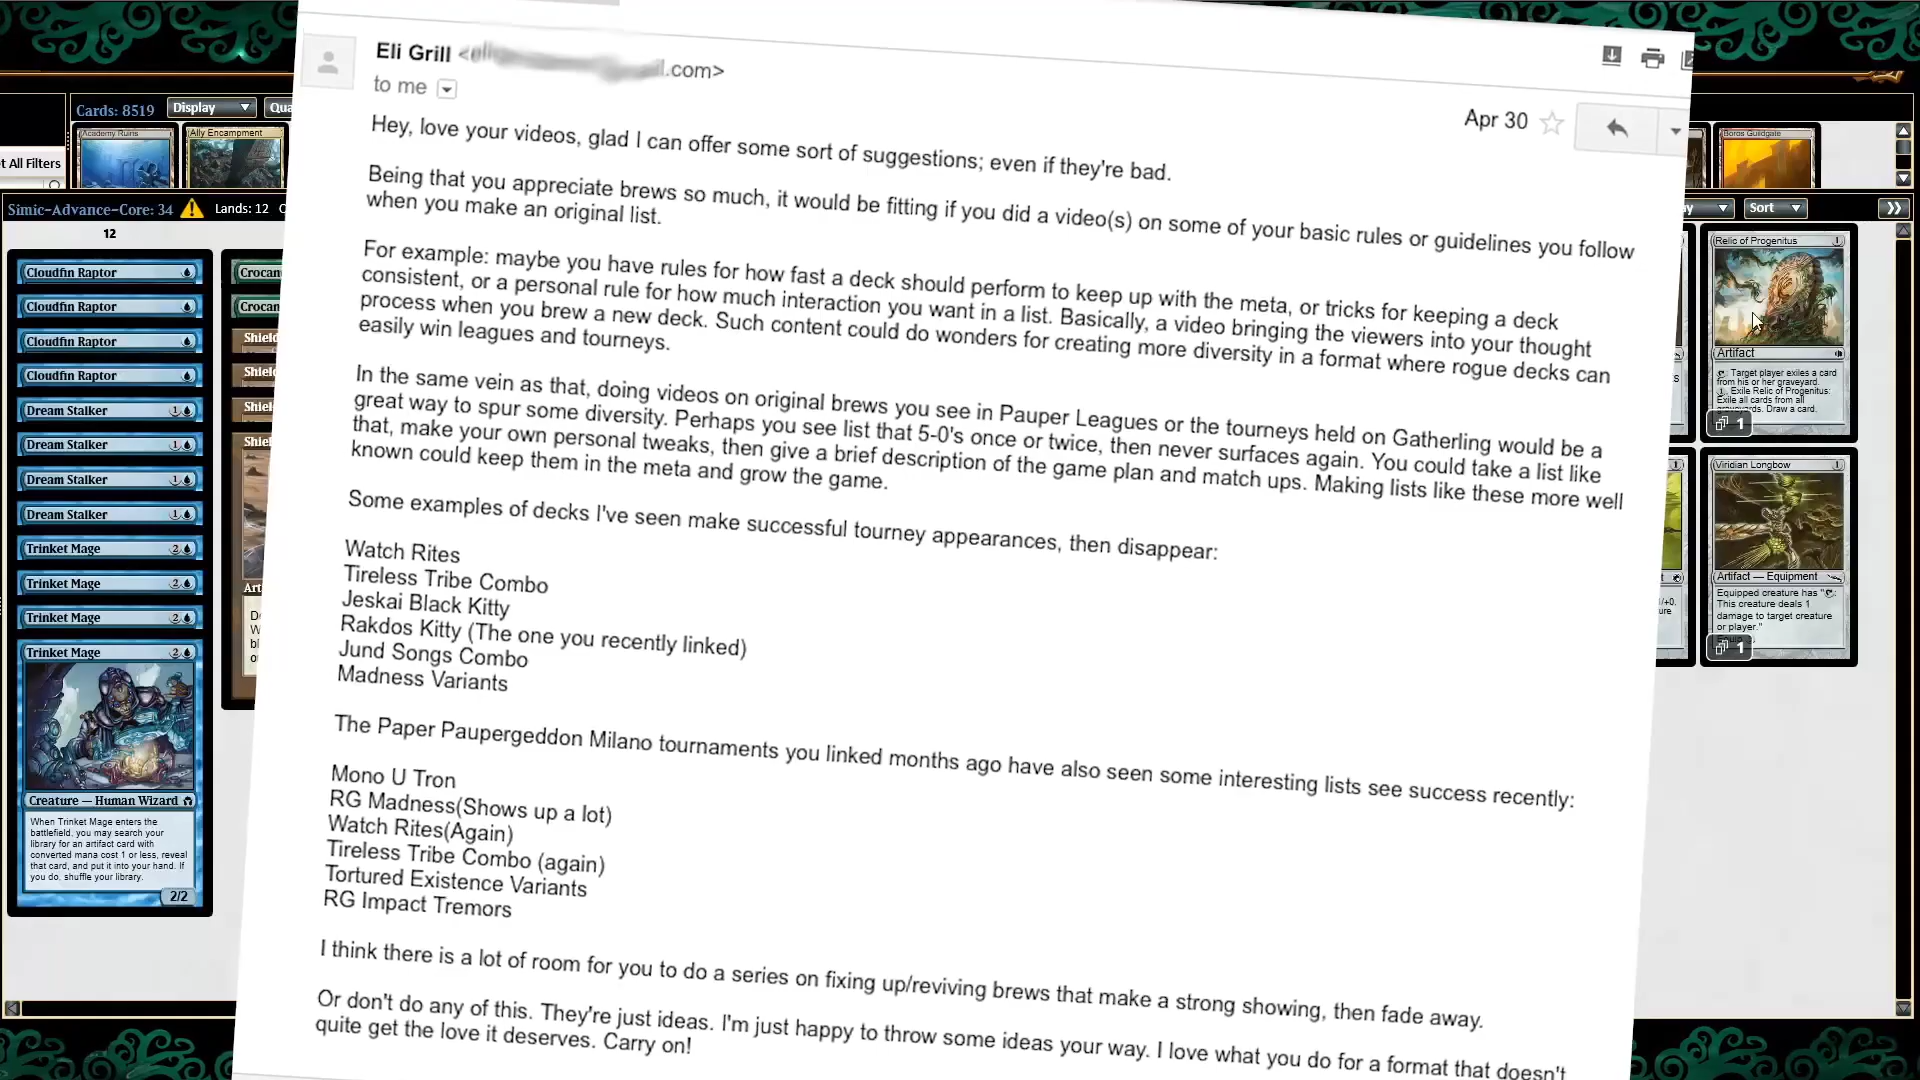 Eli Grill
.com>
to me
Apr 30
Hey, love your videos, glad I can offer some sort of suggestions; even if they're bad.
Being that you appreciate brews so much, it would be fitting if you did a video(s) on some of your basic rules or guidelines you follow
when you make an original list.
For example: maybe you have rules for how fast a deck should perform to keep up with the meta, or tricks for keeping a deck
consistent, or a personal rule for how much interaction you want in a list. Basically, a video bringing the viewers into your thought
process when you brew a new deck. Such content could do wonders for creating more diversity in a format where rogue decks can
easily win leagues and tourneys.
In the same vein as that, doing videos on original brews you see in Pauper Leagues or the tourneys held on Gatherling would be a
great way to spur some diversity. Perhaps you see list that 5-0's once or twice, then never surfaces again. You could take a list like
that, make your own personal tweaks, then give a brief description of the game plan and match ups. Making lists like these more well
known could keep them in the meta and grow the game.
Some examples of decks I've seen make successful tourney appearances, then disappear:
Watch Rites
Tireless Tribe Combo
Jeskai Black Kitty
Rakdos Kitty (The one you recently linked)
Jund Songs Combo
Madness Variants
The Paper Paupergeddon Milano tournaments you linked months ago have also seen some interesting lists see success recently:
Mono U Tron
RG Madness(Shows up a lot)
Watch Rites(Again)
Tireless Tribe Combo (again)
Tortured Existence Variants
RG Impact Tremors
I think there is a lot of room for you to do a series on fixing up/reviving brews that make a strong showing, then fade away.
Or don't do any of this. They're just ideas. I'm just happy to throw some ideas your way. I love what you do for a format that doesn't
quite get the love it deserves. Carry on!
Cards: 8519
Display
Qua
Academy Ruins
Ally Encampment
t All Filters
Simic-Advance-Core: 34
Lands: 12
12
Cloudfin Raptor
Cloudfin Raptor
Cloudfin Raptor
Cloudfin Raptor
Dream Stalker 1
Dream Stalker 1
Dream Stalker 1
Dream Stalker 1
Trinket Mage 2
Trinket Mage 2
Trinket Mage 2
Trinket Mage 2
Creature — Human Wizard
When Trinket Mage enters the
battlefield, you may search your
library for an artifact card with
converted mana cost 1 or less, reveal
that card, and put it into your hand. If
you do, shuffle your library.
2/2
Crocan
Crocan
Shield
Shiel
Shiel
Shiel
Art
Boros Guildgate
Sort
Relic of Progenitus 1
Artifact
: Target player exiles a card
from his or her graveyard.
1, Exile Relic of Progenitus:
Exile all cards from all
graveyards. Draw a card.
1
Viridian Longbow 1
Artifact — Equipment
Equipped creature has ":
This creature deals 1
damage to target creature
or player."
1